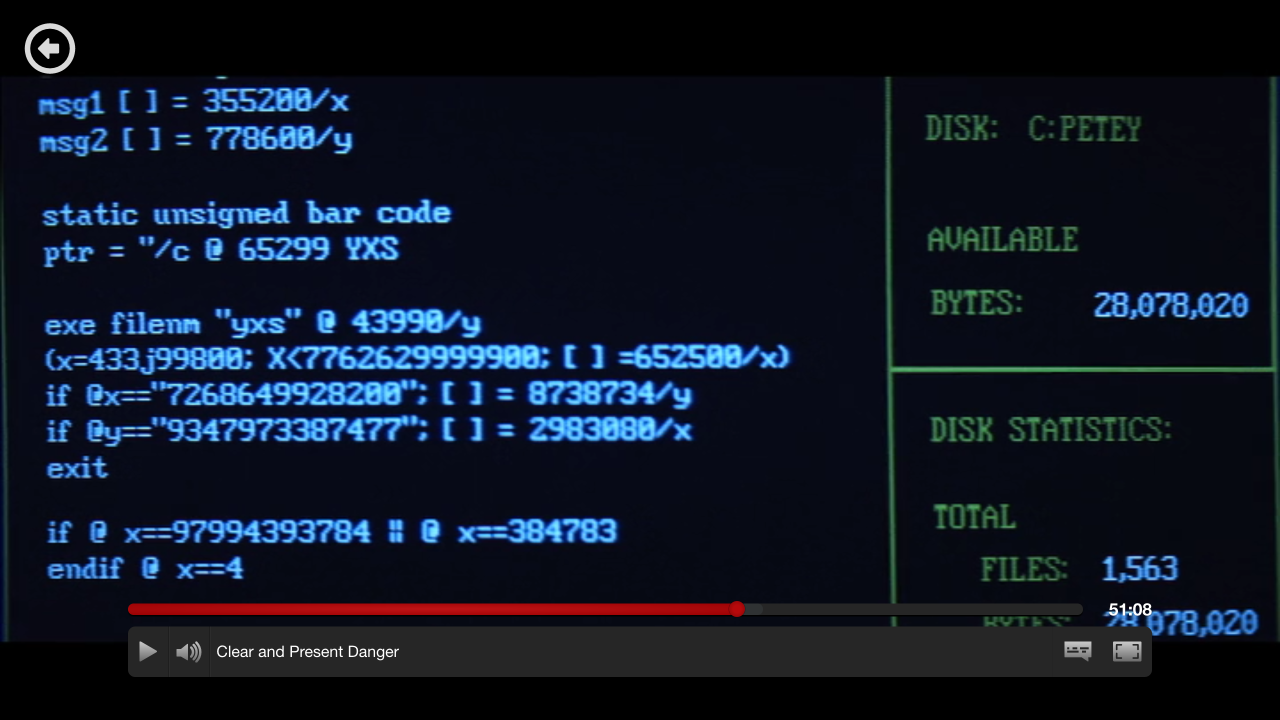 msg1 [ ] = 355200/x
msg2 [ ] = 778600/y
static unsigned bar code
ptr = "/c @ 65299 YXS
exe filenm "yxs" @ 43990/y
(x=433j99800; X<7762629999900; [ ] =652500/x)
if @x=="7268649928200"; [ ] = 8738734/y
if @y=="9347973387477"; [ ] = 2983080/x
exit
if @ x==97994393784 || @ x==384783
endif @ x==4
DISK: C:PETEY
AVAILABLE
BYTES: 28,078,020
DISK STATISTICS:
TOTAL
FILES: 1,563
BYTES: 28,078,020
51:08
Clear and Present Danger